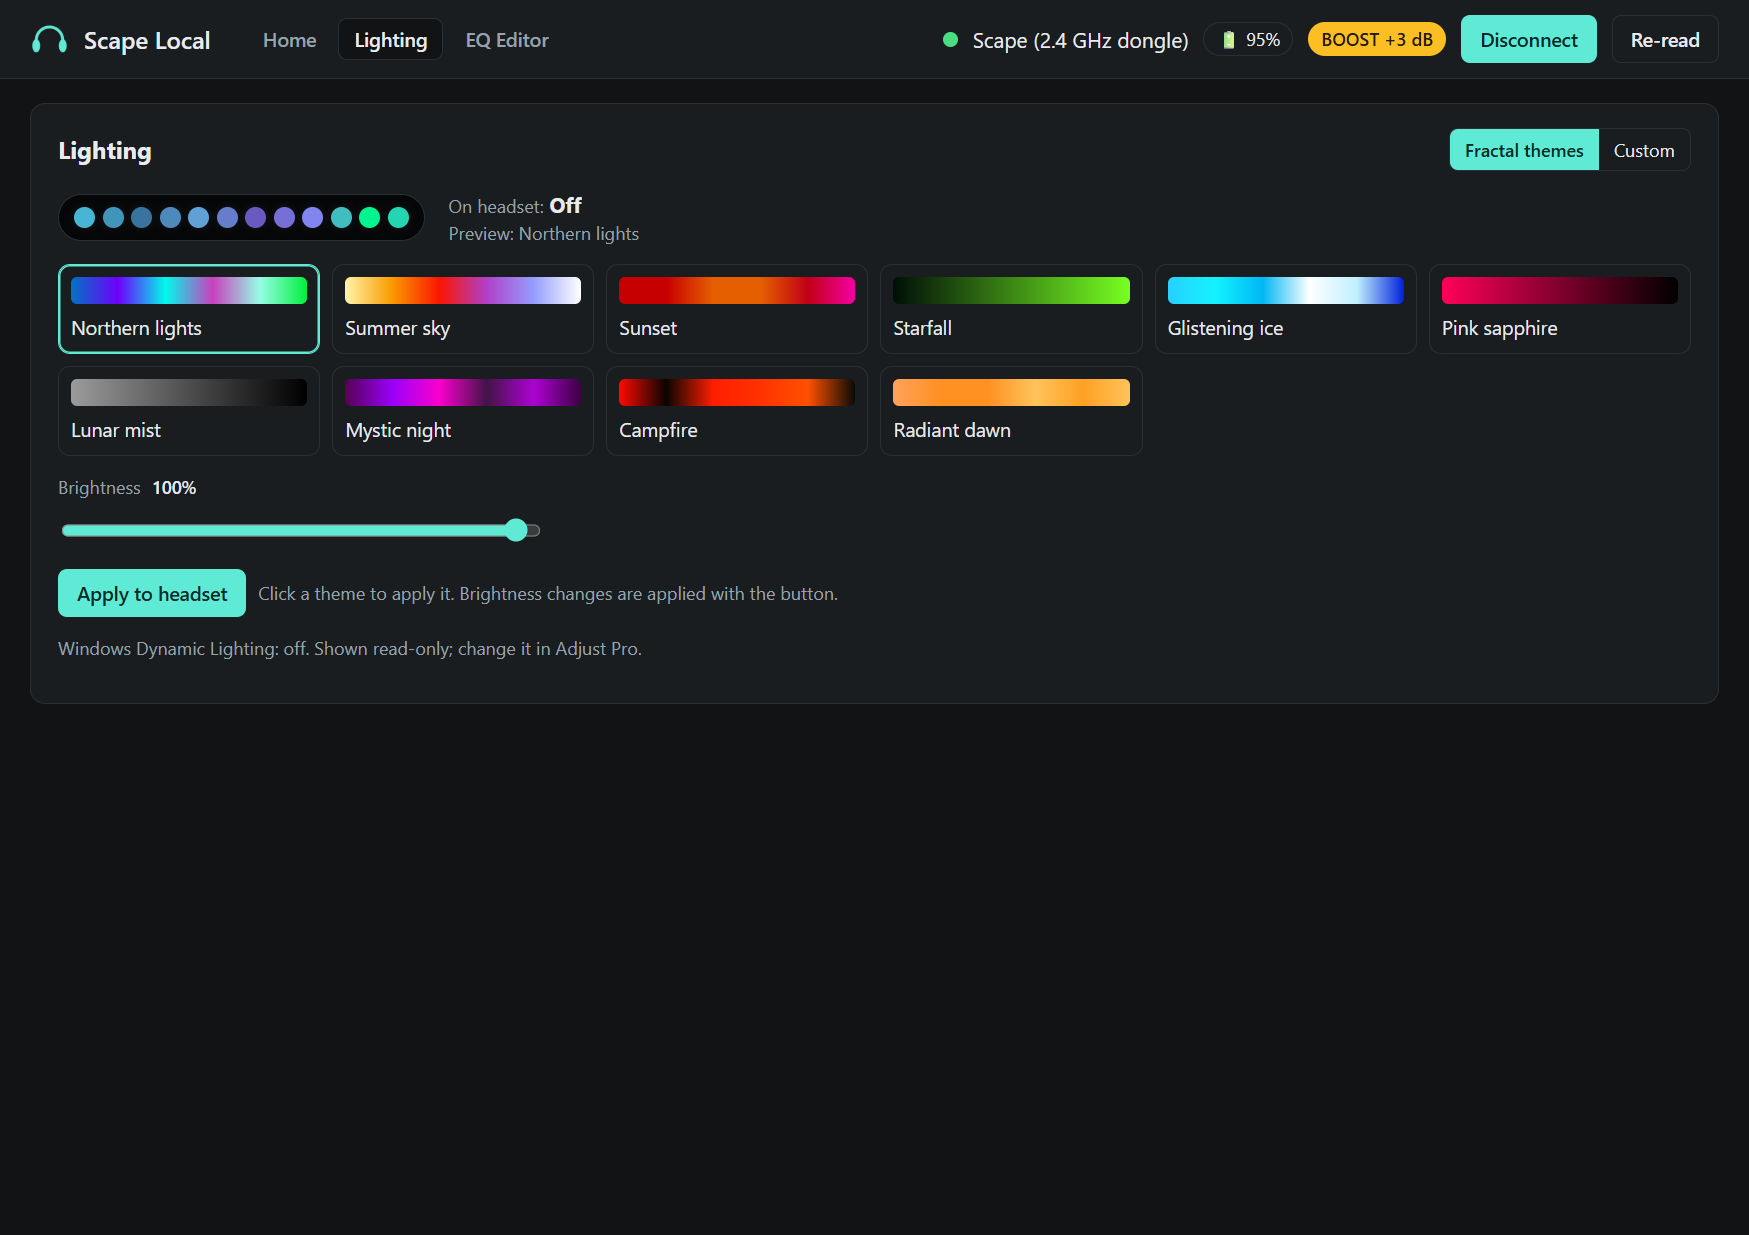 Scape Local
Home
Lighting
EQ Editor
Scape (2.4 GHz dongle)
95%
BOOST +3 dB
Disconnect
Re-read
Lighting
Fractal themes
Custom
On headset: Off
Preview: Northern lights
Northern lights
Summer sky
Sunset
Starfall
Glistening ice
Pink sapphire
Lunar mist
Mystic night
Campfire
Radiant dawn
Brightness 100%
Apply to headset
Click a theme to apply it. Brightness changes are applied with the button.
Windows Dynamic Lighting: off. Shown read-only; change it in Adjust Pro.